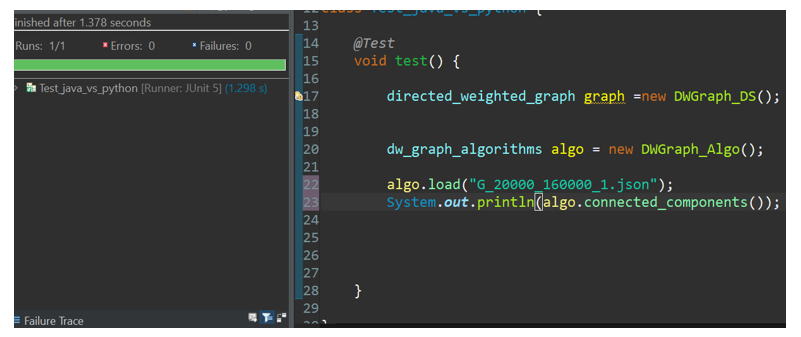 inished after 1.378 seconds
Runs: 1/1 Errors: 0 Failures: 0
Test_java_vs_python [Runner: JUnit 5] (1.298 s)
Failure Trace
12 class Test_java_vs_python {
13
14 @Test
15 void test() {
16
17 directed_weighted_graph graph =new DWGraph_DS();
18
19
20 dw_graph_algorithms algo = new DWGraph_Algo();
21
22 algo.load("G_20000_160000_1.json");
23 System.out.println(algo.connected_components());
24
25
26
27
28 }
29
}